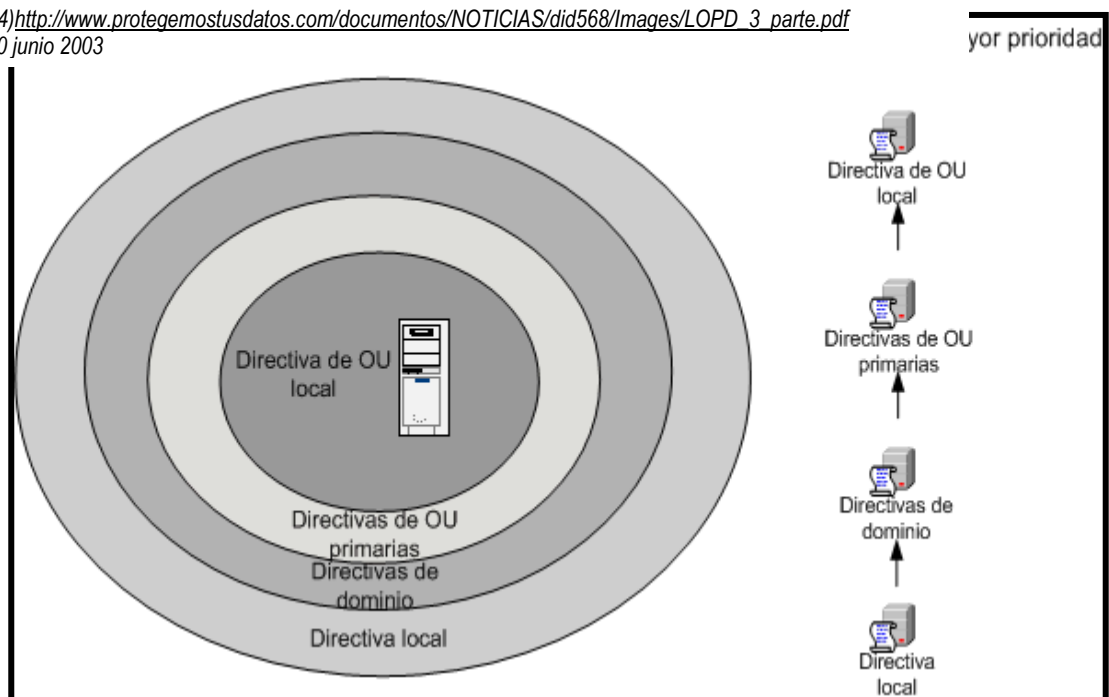 4)http://www.protegemostusdatos.com/documentos/NOTICIAS/did568/Images/LOPD_3_parte.pdf
0 junio 2003
yor prioridad
Directiva de OU
local
Directivas de OU
primarias
Directivas de
dominio
Directiva local
Directiva de OU
local
Directivas de OU
primarias
Directivas de
dominio
Directiva
local